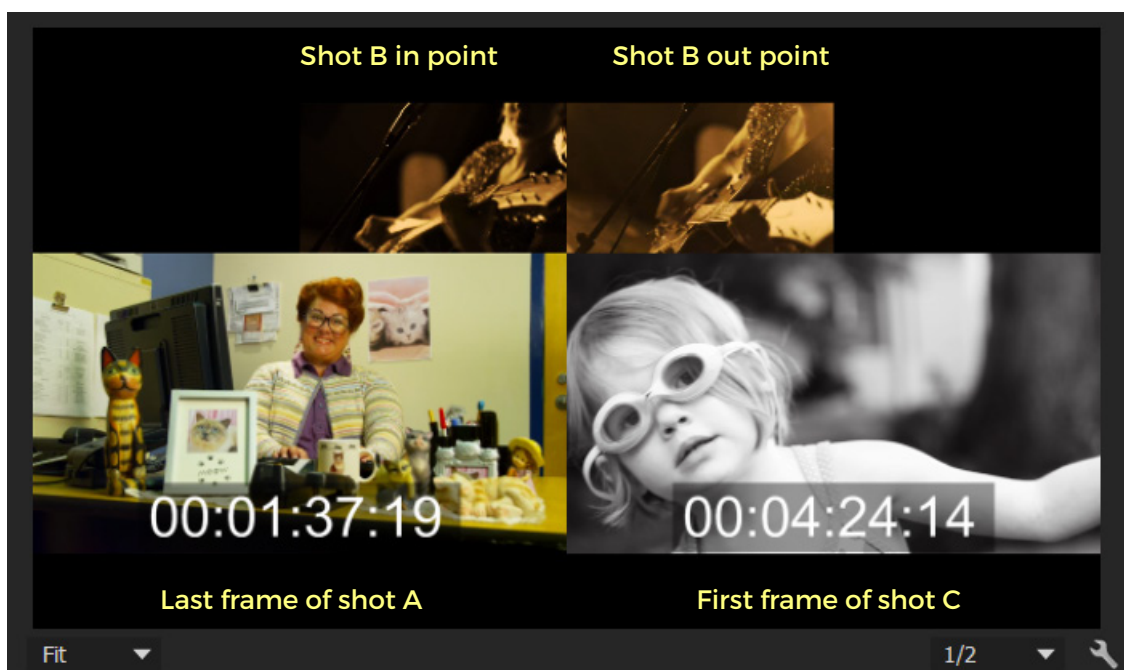 Shot B in point
Shot B out point
meow
00:01:37:19
00:04:24:14
Last frame of shot A
First frame of shot C
Fit
1/2